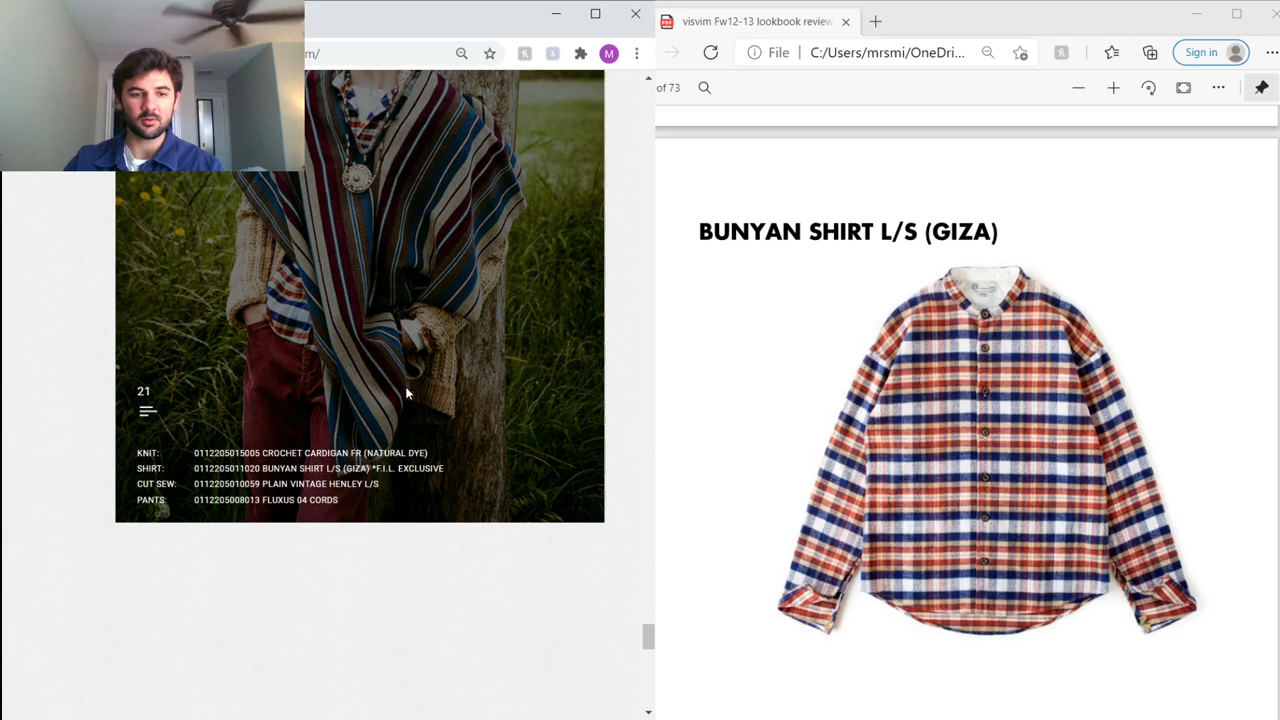 m/
M
21
KNIT: 0112205015005 CROCHET CARDIGAN FR (NATURAL DYE)
SHIRT: 0112205011020 BUNYAN SHIRT L/S (GIZA) *F.I.L. EXCLUSIVE
CUT SEW: 0112205010059 PLAIN VINTAGE HENLEY L/S
PANTS: 0112205008013 FLUXUS 04 CORDS
visvim Fw12-13 lookbook review
File C:/Users/mrsmi/OneDri...
Sign in
of 73
BUNYAN SHIRT L/S (GIZA)